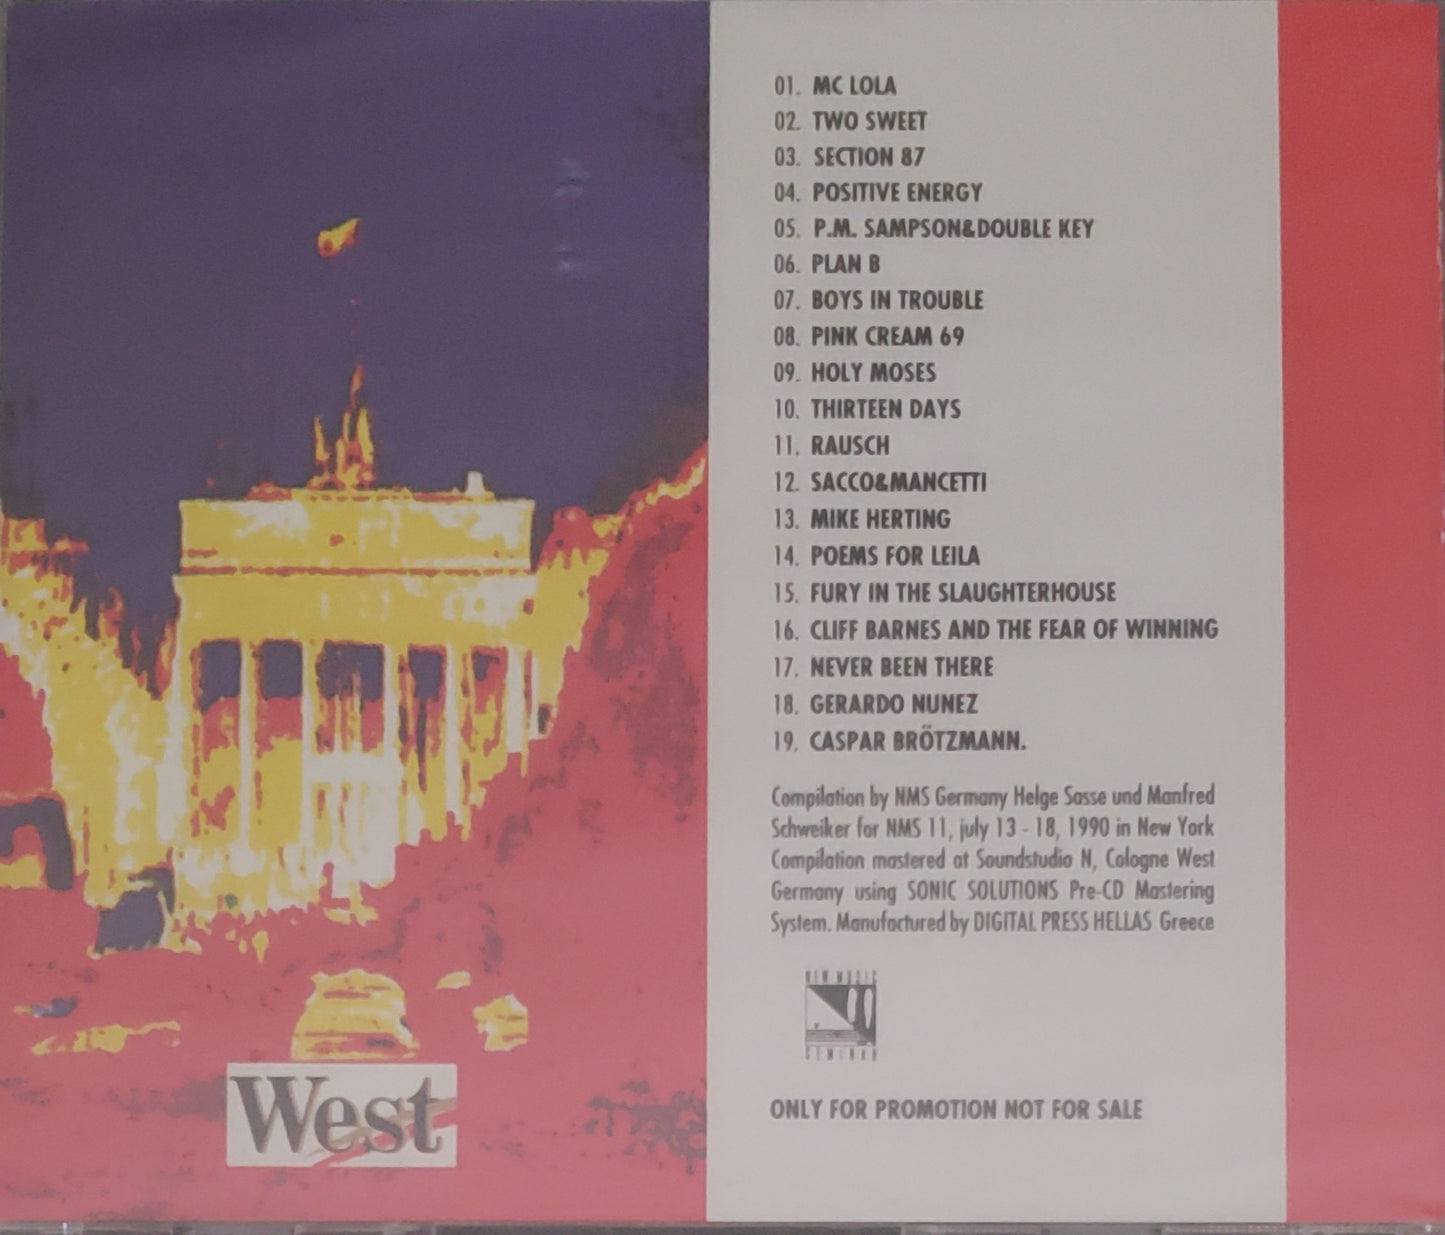 01. MC LOLA
02. TWO SWEET
03. SECTION 87
04. POSITIVE ENERGY
05. P.M. SAMPSON&DOUBLE KEY
06. PLAN B
07. BOYS IN TROUBLE
08. PINK CREAM 69
09. HOLY MOSES
10. THIRTEEN DAYS
11. RAUSCH
12. SACCO&MANCETTI
13. MIKE HERTING
14. POEMS FOR LEILA
15. FURY IN THE SLAUGHTERHOUSE
16. CLIFF BARNES AND THE FEAR OF WINNING
17. NEVER BEEN THERE
18. GERARDO NUNEZ
19. CASPAR BRÖTZMANN.
Compilation by NMS Germany Helge Sasse und Manfred
Schweiker for NMS 11, july 13 - 18, 1990 in New York
Compilation mastered at Soundstudio N, Cologne West
Germany using SONIC SOLUTIONS Pre-CD Mastering
System. Manufactured by DIGITAL PRESS HELLAS Greece
NEW MUSIC
SEMINAR
ONLY FOR PROMOTION NOT FOR SALE
West